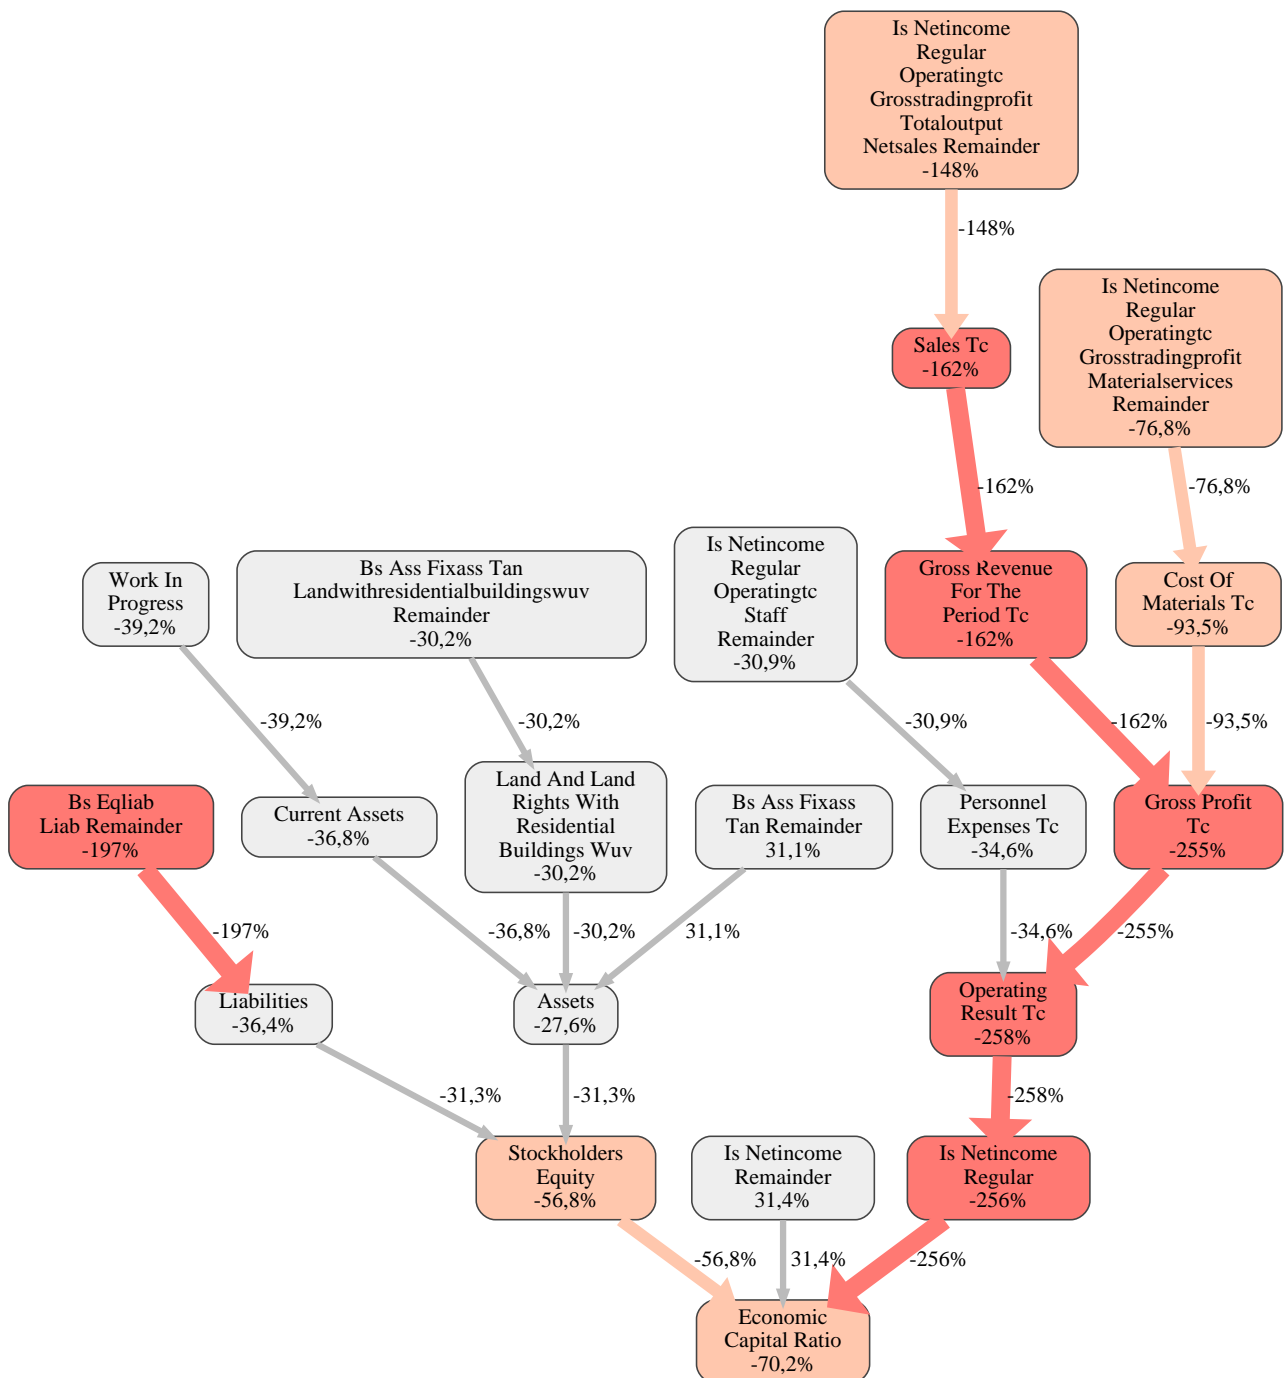 Is Netincome
Regular
Operatingtc
Grosstradingprofit
Totaloutput
Netsales Remainder
-148%
-148%
Sales Tc
-162%
Is Netincome
Regular
Operatingtc
Grosstradingprofit
Materialservices
Remainder
-76,8%
-162%
-76,8%
Work In
Progress
-39,2%
Bs Ass Fixass Tan
Landwithresidentialbuildingswuv
Remainder
-30,2%
Is Netincome
Regular
Operatingtc
Staff
Remainder
-30,9%
Gross Revenue
For The
Period Tc
-162%
Cost Of
Materials Tc
-93,5%
-39,2%
-30,2%
-30,9%
-162%
-93,5%
Bs Eqliab
Liab Remainder
-197%
Current Assets
-36,8%
Land And Land
Rights With
Residential
Buildings Wuv
-30,2%
Bs Ass Fixass
Tan Remainder
31,1%
Personnel
Expenses Tc
-34,6%
Gross Profit
Tc
-255%
-197%
-36,8%
-30,2%
31,1%
-34,6%
-255%
Liabilities
-36,4%
Assets
-27,6%
Operating
Result Tc
-258%
-31,3%
-31,3%
-258%
Stockholders
Equity
-56,8%
Is Netincome
Remainder
31,4%
Is Netincome
Regular
-256%
-56,8%
31,4%
-256%
Economic
Capital Ratio
-70,2%